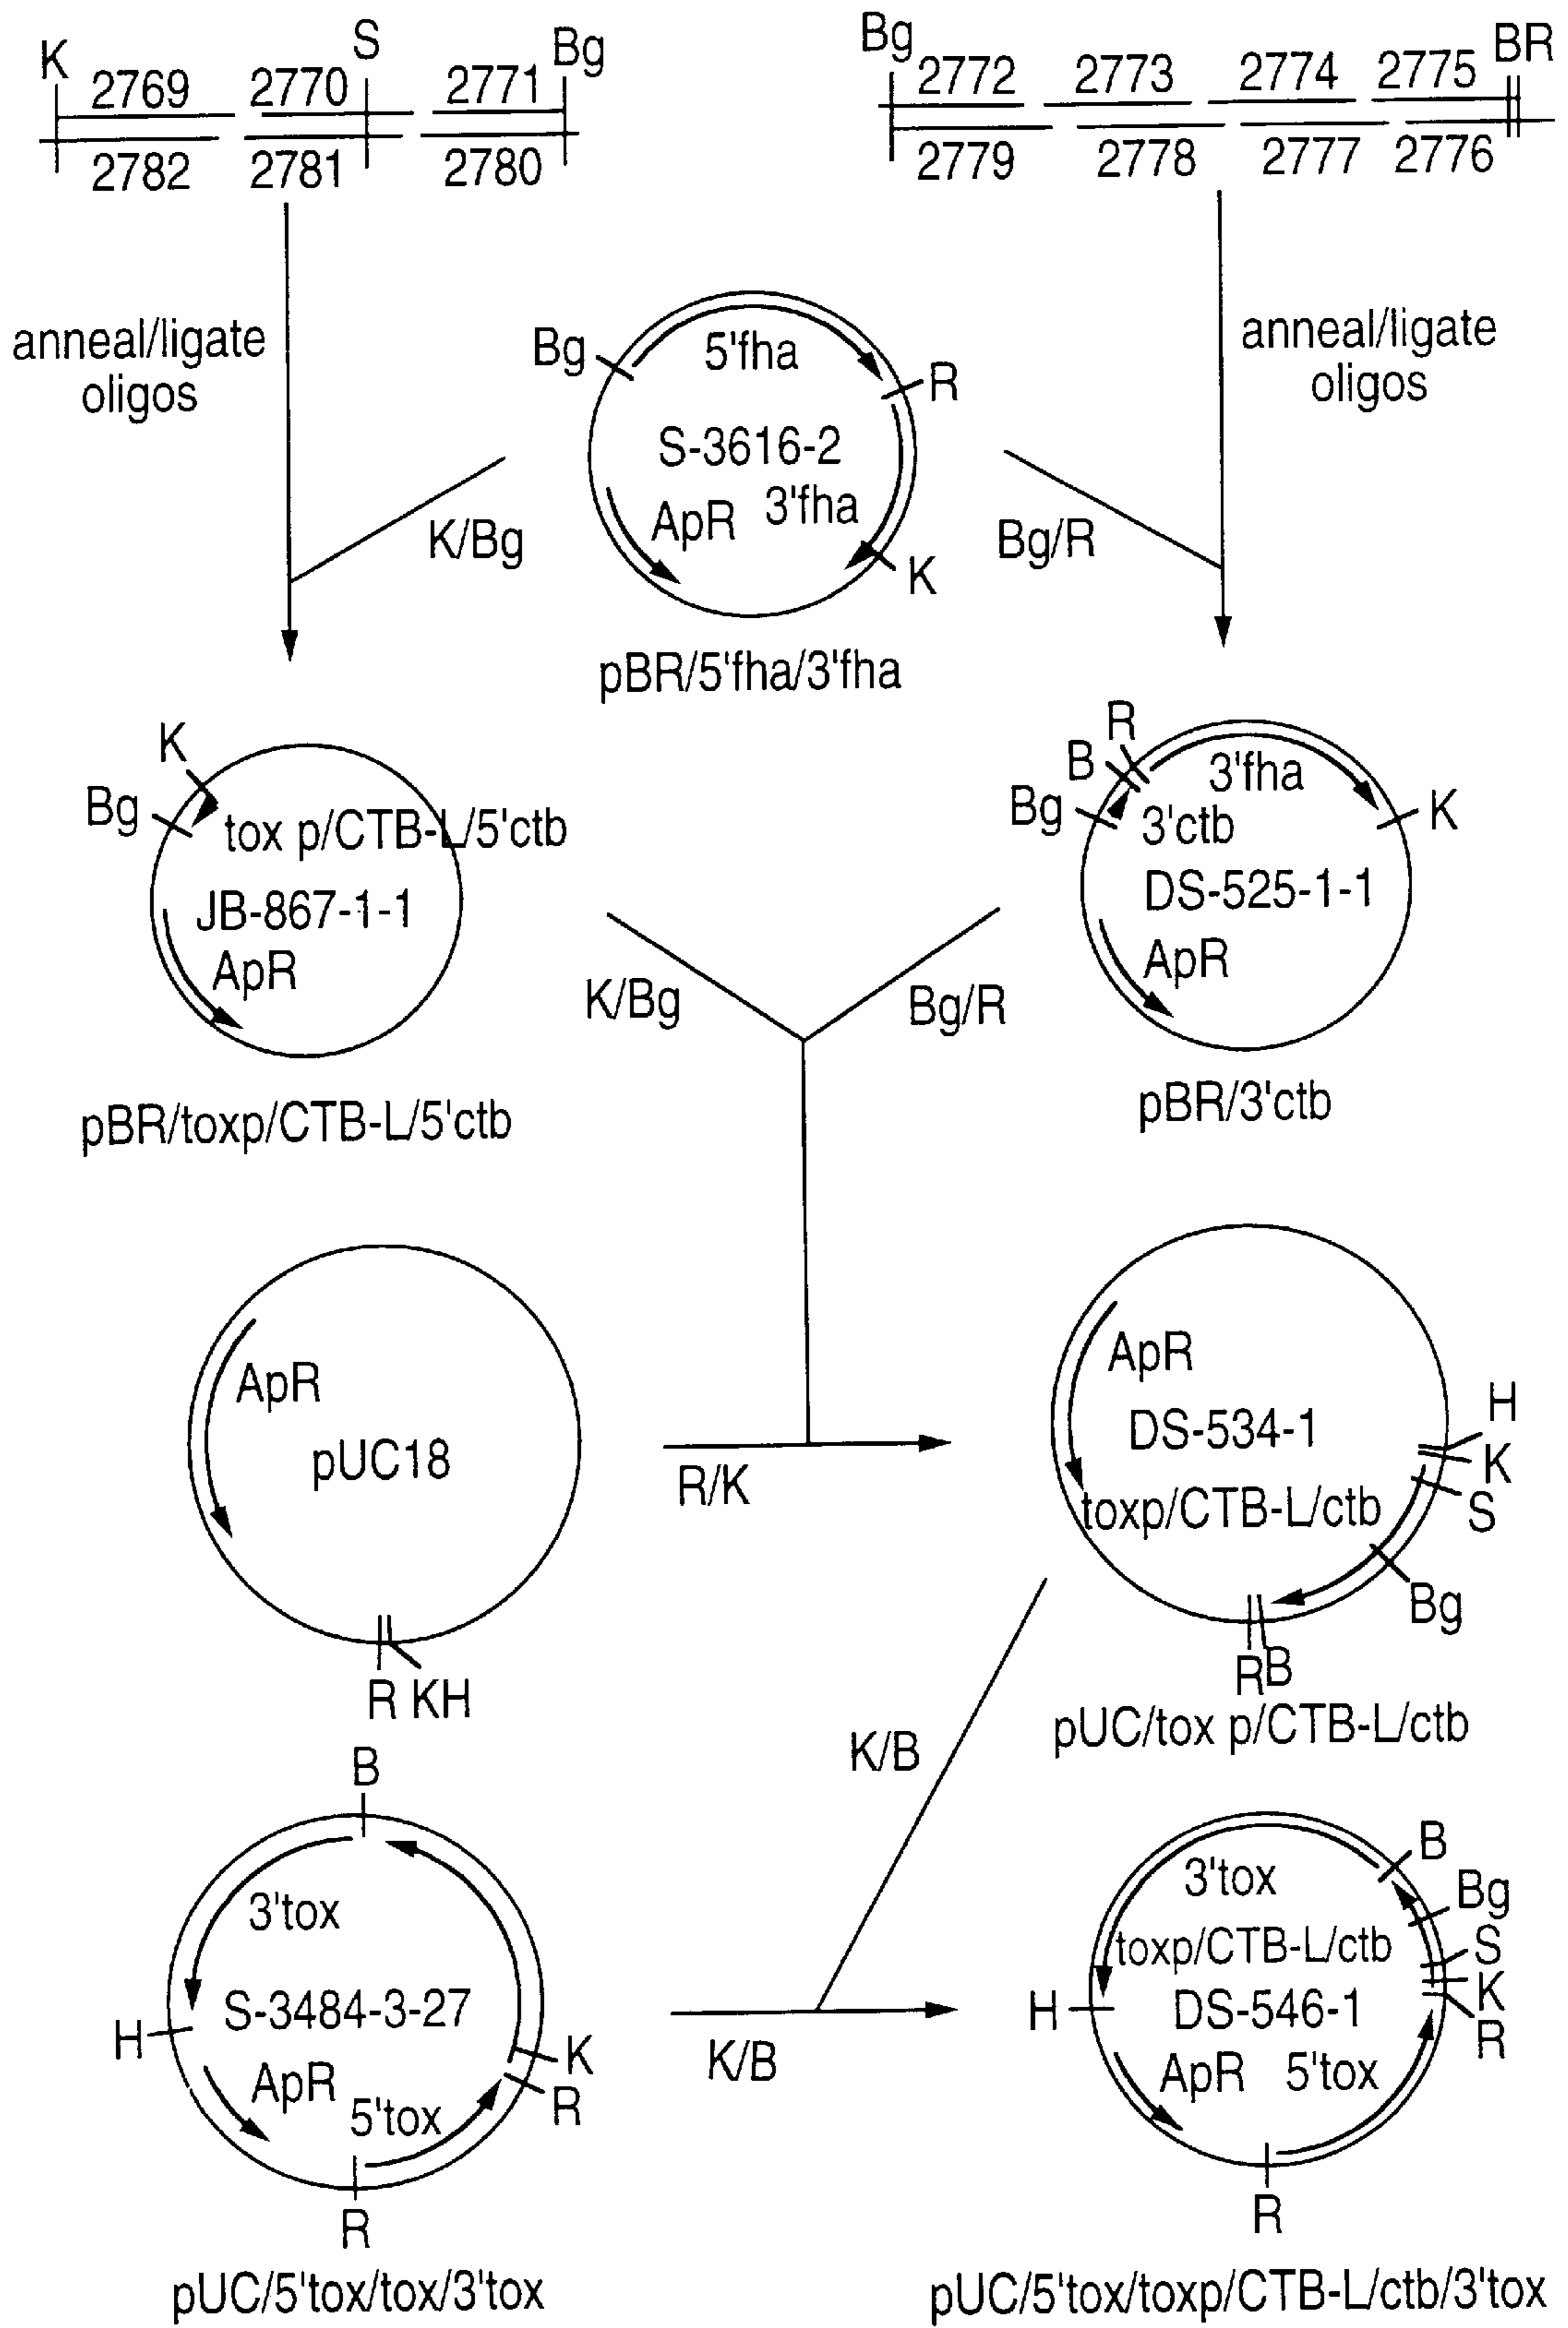 K
S
Bg
2769
2770
2771
2782
2781
2780
Bg
BR
2772
2773
2774
2775
2779
2778
2777
2776
anneal/ligate
oligos
anneal/ligate
oligos
Bg
5'fha
R
S-3616-2
ApR
3'fha
K
K/Bg
Bg/R
pBR/5'fha/3'fha
K
Bg
tox p/CTB-L/5'ctb
JB-867-1-1
ApR
pBR/toxp/CTB-L/5'ctb
R
B
Bg
3'fha
K
3'ctb
DS-525-1-1
ApR
pBR/3'ctb
K/Bg
Bg/R
ApR
pUC18
R KH
R/K
ApR
DS-534-1
toxp/CTB-L/ctb
H
K
S
Bg
RB
pUC/tox p/CTB-L/ctb
K/B
B
3'tox
S-3484-3-27
H
ApR
5'tox
K
R
R
pUC/5'tox/tox/3'tox
K/B
B
3'tox
Bg
toxp/CTB-L/ctb
S
K
H
DS-546-1
R
ApR
5'tox
R
pUC/5'tox/toxp/CTB-L/ctb/3'tox